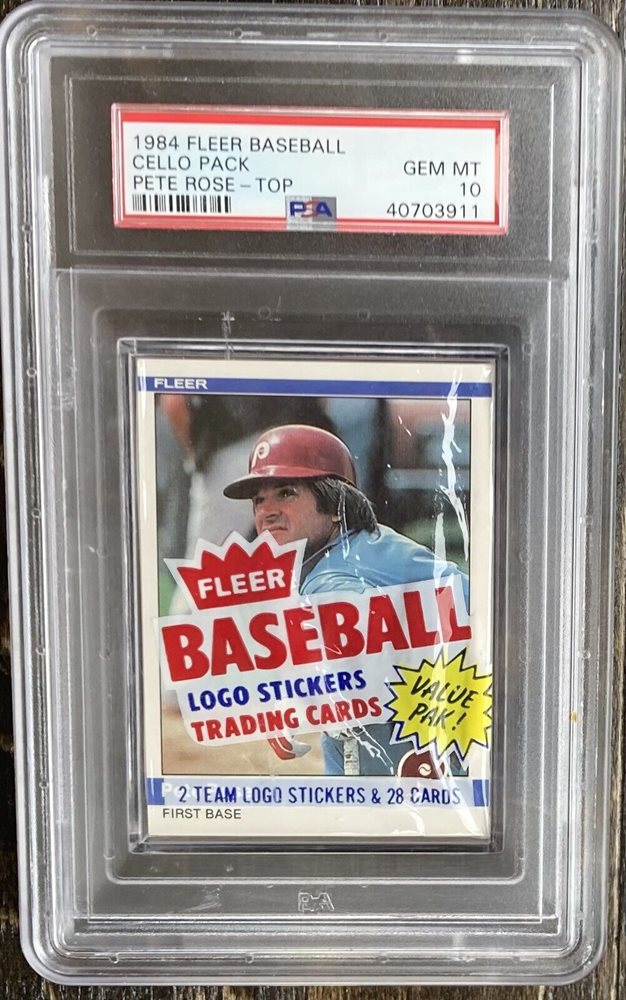 1984 FLEER BASEBALL
CELLO PACK GEM MT
PETE ROSE – TOP 10
PSA 40703911
FLEER
P
FLEER
BASEBALL
LOGO STICKERS
TRADING CARDS
VALUE
PAK!
2 TEAM LOGO STICKERS & 28 CARDS
FIRST BASE
PSA